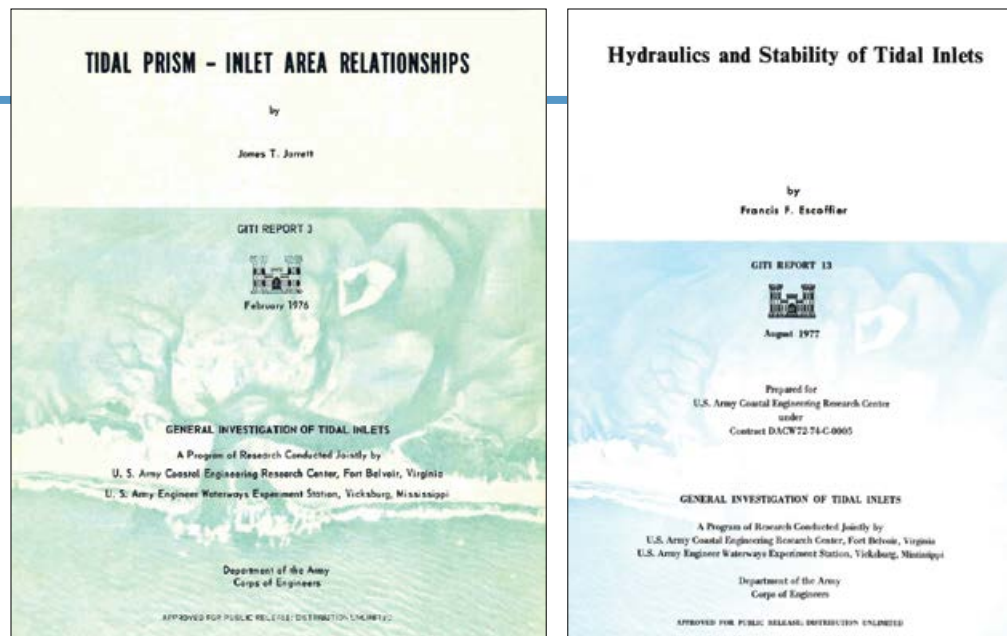 TIDAL PRISM - INLET AREA RELATIONSHIPS
by
James T. Jarrett
GITI REPORT 3
February 1976
GENERAL INVESTIGATION OF TIDAL INLETS
A Program of Research Conducted Jointly by
U. S. Army Coastal Engineering Research Center, Fort Belvoir, Virginia
U. S. Army Engineer Waterways Experiment Station, Vicksburg, Mississippi
Department of the Army
Corps of Engineers
APPROVED FOR PUBLIC RELEASE; DISTRIBUTION UNLIMITED
Hydraulics and Stability of Tidal Inlets
by
Francis F. Escoffier
GITI REPORT 13
August 1977
Prepared for
U.S. Army Coastal Engineering Research Center
under
Contract DACW72-74-C-0005
GENERAL INVESTIGATION OF TIDAL INLETS
A Program of Research Conducted Jointly by
U.S. Army Coastal Engineering Research Center, Fort Belvoir, Virginia
U.S. Army Engineer Waterways Experiment Station, Vicksburg, Mississippi
Department of the Army
Corps of Engineers
APPROVED FOR PUBLIC RELEASE; DISTRIBUTION UNLIMITED